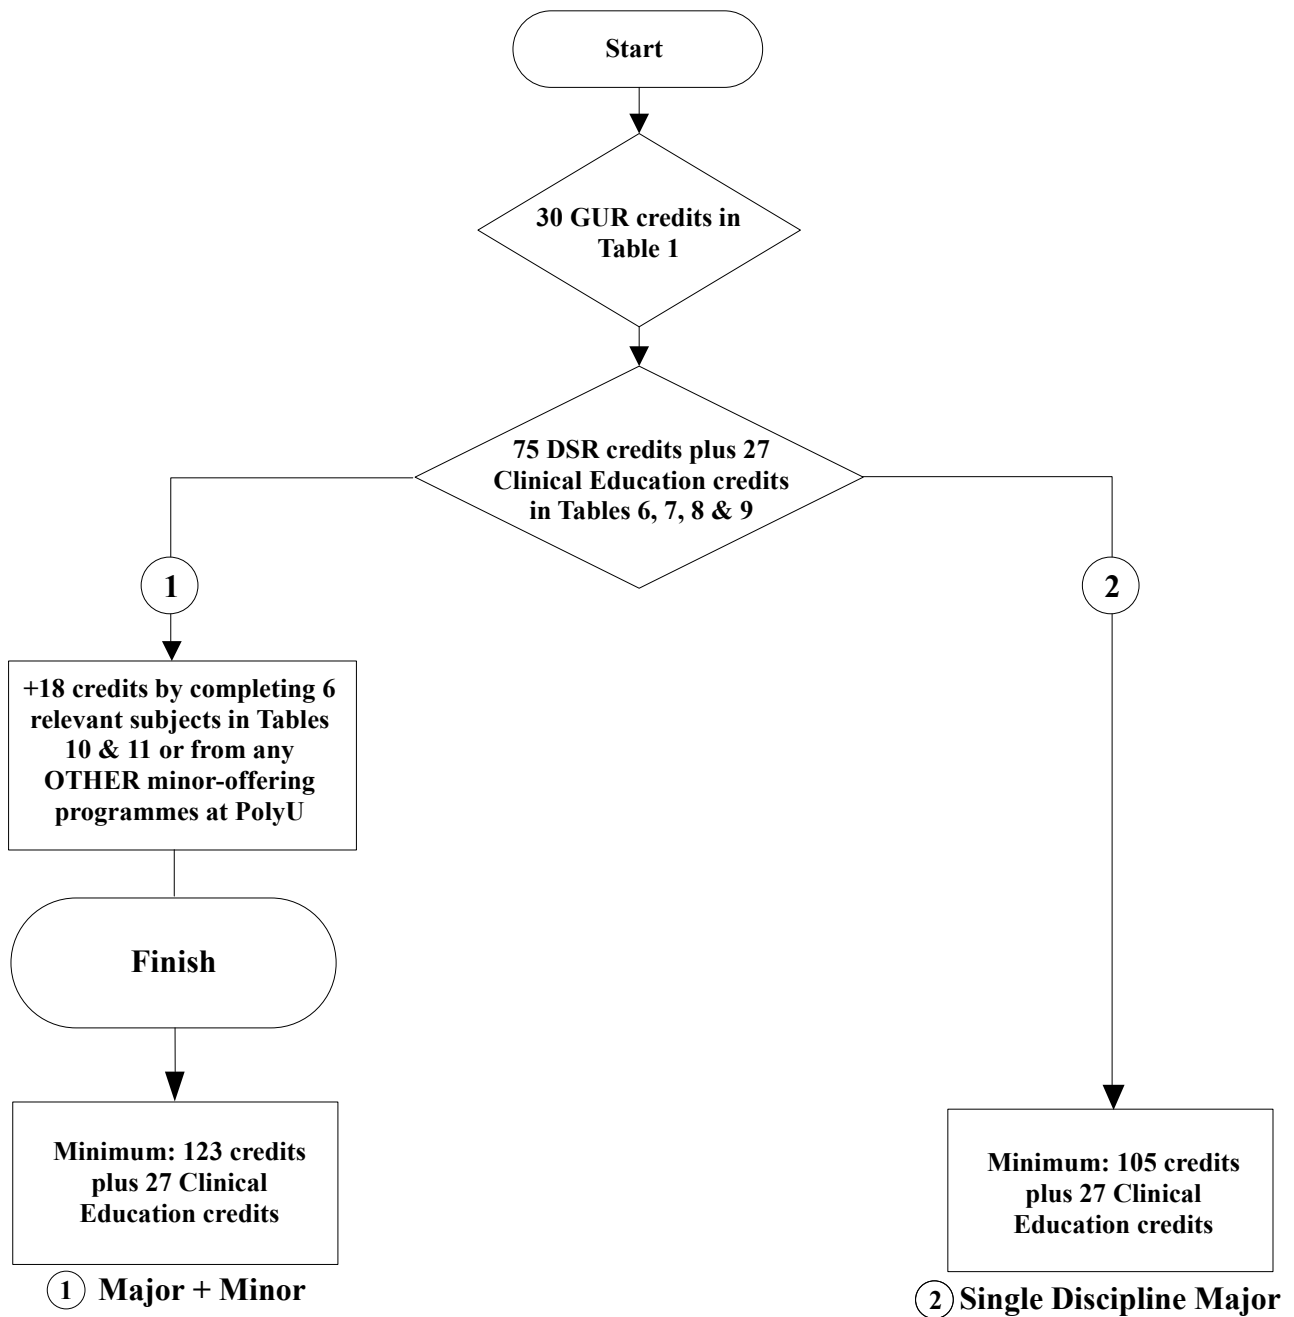 Start
30 GUR credits in
Table 1
75 DSR credits plus 27
Clinical Education credits
in Tables 6, 7, 8 & 9
1
2
+18 credits by completing 6
relevant subjects in Tables
10 & 11 or from any
OTHER minor-offering
programmes at PolyU
Finish
Minimum: 123 credits
plus 27 Clinical
Education credits
Minimum: 105 credits
plus 27 Clinical
Education credits
1 Major + Minor
2 Single Discipline Major